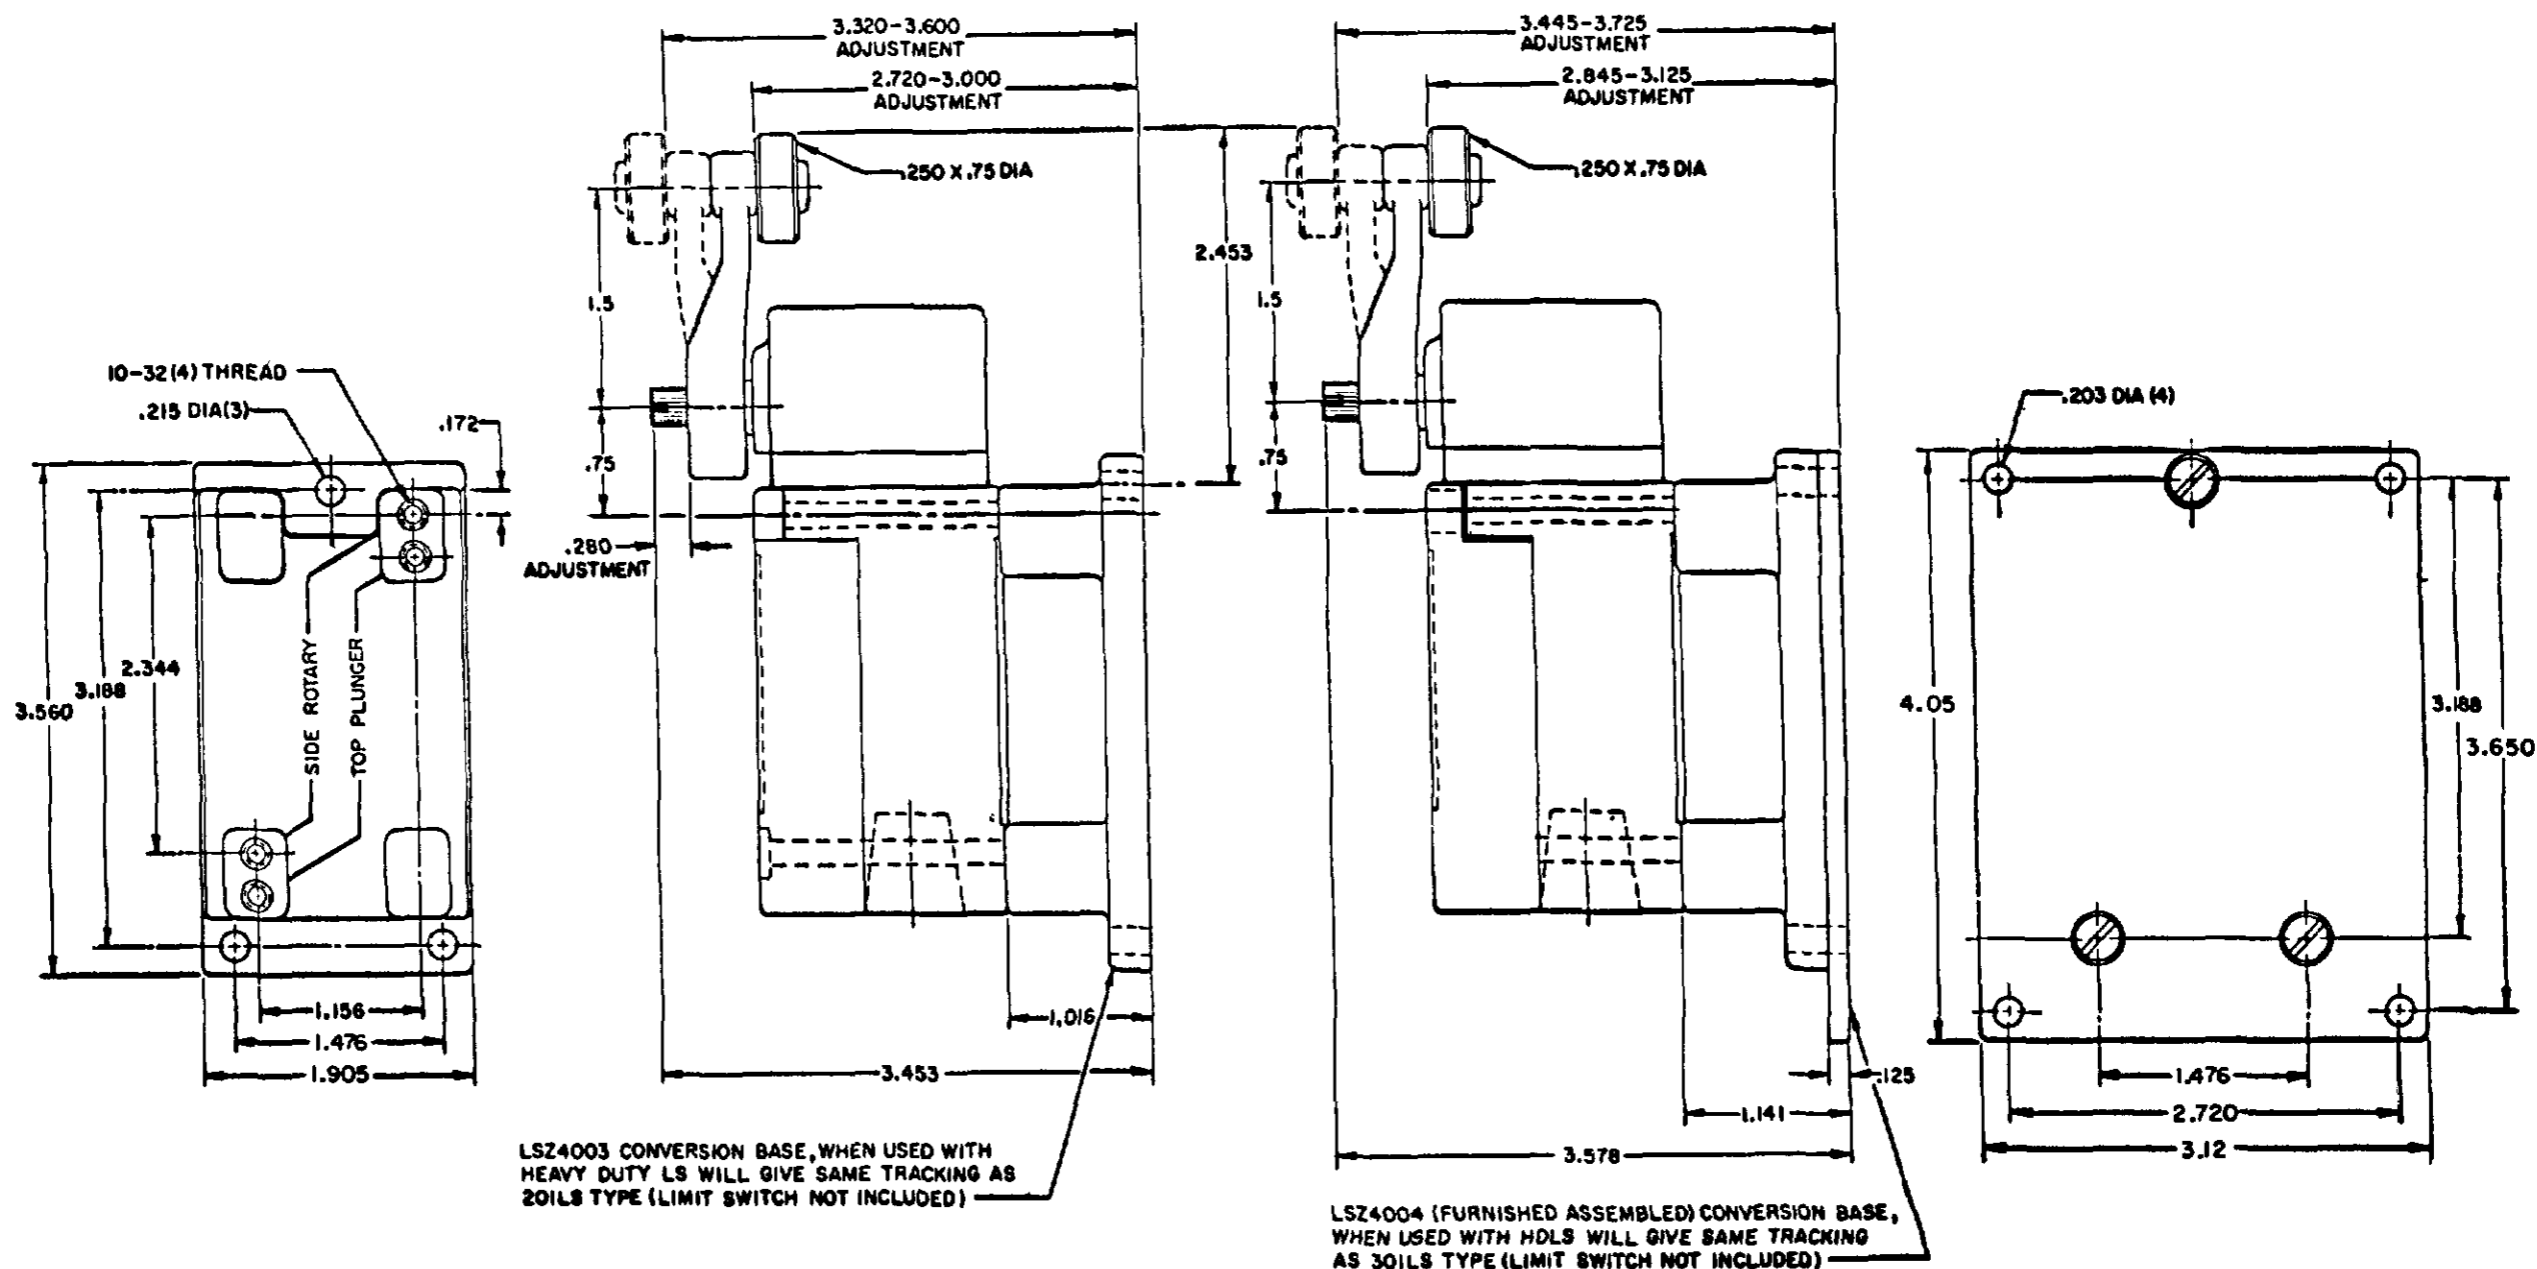 3.320-3.600
ADJUSTMENT
2.720-3.000
ADJUSTMENT
.250 X .75 DIA
3.445-3.725
ADJUSTMENT
2.845-3.125
ADJUSTMENT
.250 X .75 DIA
2.453
1.5
1.5
10-32(4) THREAD
.215 DIA(3)
.172
.75
.75
.203 DIA (4)
.280
ADJUSTMENT
2.344
3.188
3.560
SIDE ROTARY
TOP PLUNGER
4.05
3.188
3.650
1.156
1.476
1.905
1.016
3.453
.125
1.141
3.578
1.476
2.720
3.12
LSZ4003 CONVERSION BASE, WHEN USED WITH
HEAVY DUTY LS WILL GIVE SAME TRACKING AS
201LS TYPE (LIMIT SWITCH NOT INCLUDED)
LSZ4004 (FURNISHED ASSEMBLED) CONVERSION BASE,
WHEN USED WITH HDLS WILL GIVE SAME TRACKING
AS 301LS TYPE (LIMIT SWITCH NOT INCLUDED)